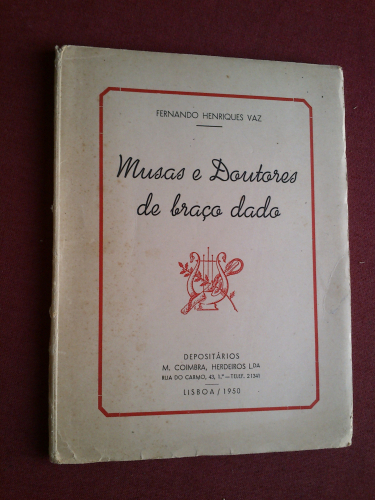 FERNANDO HENRIQUES VAZ
Musas e Doutores
de braço dado
DEPOSITÁRIOS
M. COIMBRA, HERDEIROS L.DA
RUA DO CARMO, 43, 1.º—TELEF. 21341
LISBOA/1950